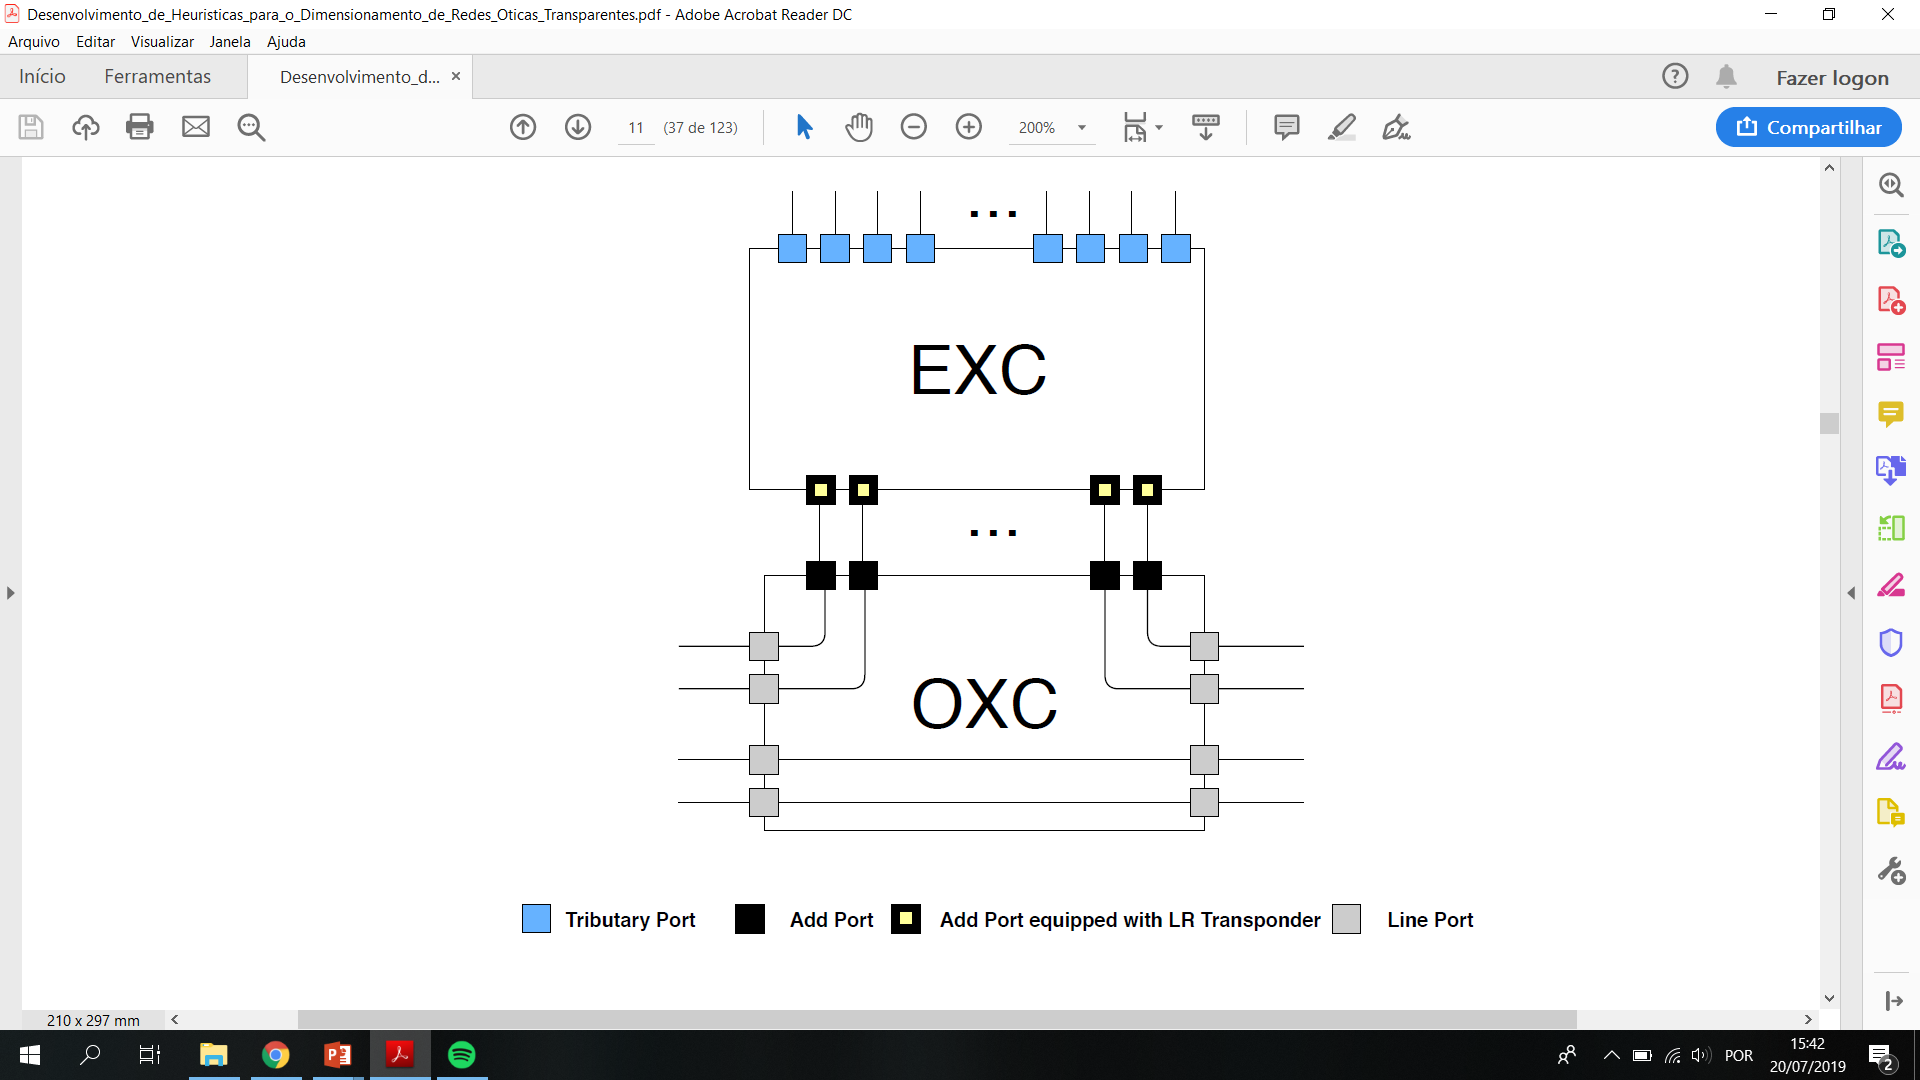 Desenvolvimento_de_Heuristicas_para_o_Dimensionamento_de_Redes_Oticas_Transparentes.pdf - Adobe Acrobat Reader DC
Arquivo Editar Visualizar Janela Ajuda
Início Ferramentas Desenvolvimento_d... × Fazer logon
11 (37 de 123) 200% Compartilhar
...
EXC
...
OXC
Tributary Port Add Port Add Port equipped with LR Transponder Line Port
210 x 297 mm
POR 15:42
20/07/2019 2